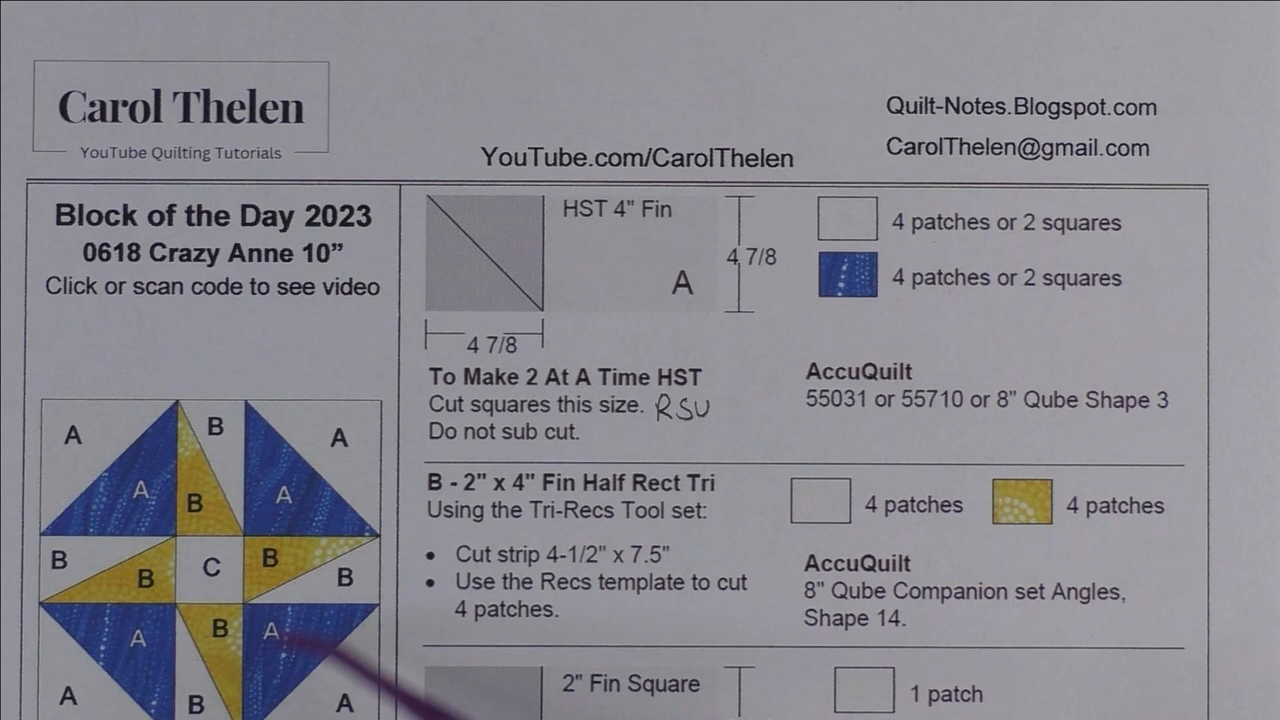 Carol Thelen
YouTube Quilting Tutorials
YouTube.com/CarolThelen
Quilt-Notes.Blogspot.com
CarolThelen@gmail.com
Block of the Day 2023
0618 Crazy Anne 10”
Click or scan code to see video
A
B
A
A
B
A
B
B
C
B
B
A
B
A
A
B
A
HST 4" Fin
A
4 7/8
4 7/8
4 patches or 2 squares
4 patches or 2 squares
To Make 2 At A Time HST
Cut squares this size. RSU
Do not sub cut.
AccuQuilt
55031 or 55710 or 8" Qube Shape 3
B - 2" x 4" Fin Half Rect Tri
Using the Tri-Recs Tool set:
• Cut strip 4-1/2" x 7.5"
• Use the Recs template to cut
4 patches.
4 patches
4 patches
AccuQuilt
8" Qube Companion set Angles,
Shape 14.
2" Fin Square
1 patch